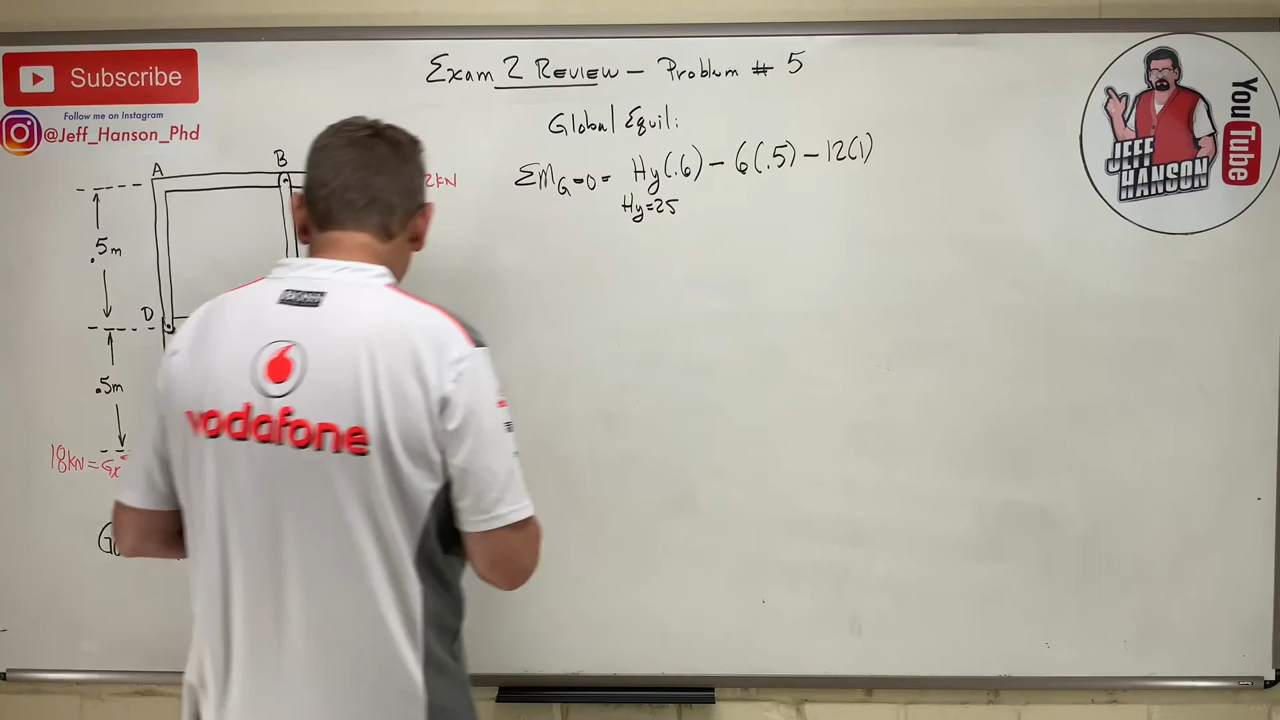 Subscribe
Follow me on Instagram
@Jeff_Hanson_Phd
Exam 2 REVIEW – Problem # 5
Global Equil:
ΣM_G=0= Hy(.6) – 6(.5) – 12(1)
Hy=25
A
B
2KN
.5m
D
.5m
18KN=Gx
vodafone
JEFF HANSON
YouTube